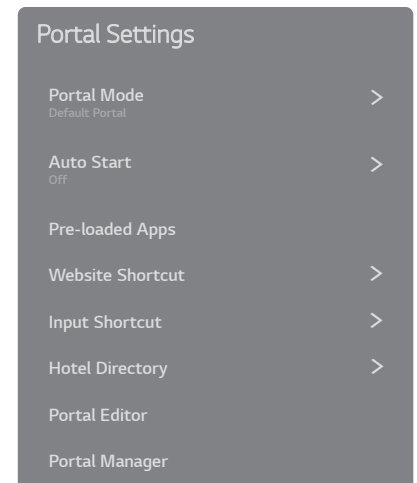 Portal Settings
Portal Mode
Default Portal
Auto Start
Off
Pre-loaded Apps
Website Shortcut
Input Shortcut
Hotel Directory
Portal Editor
Portal Manager